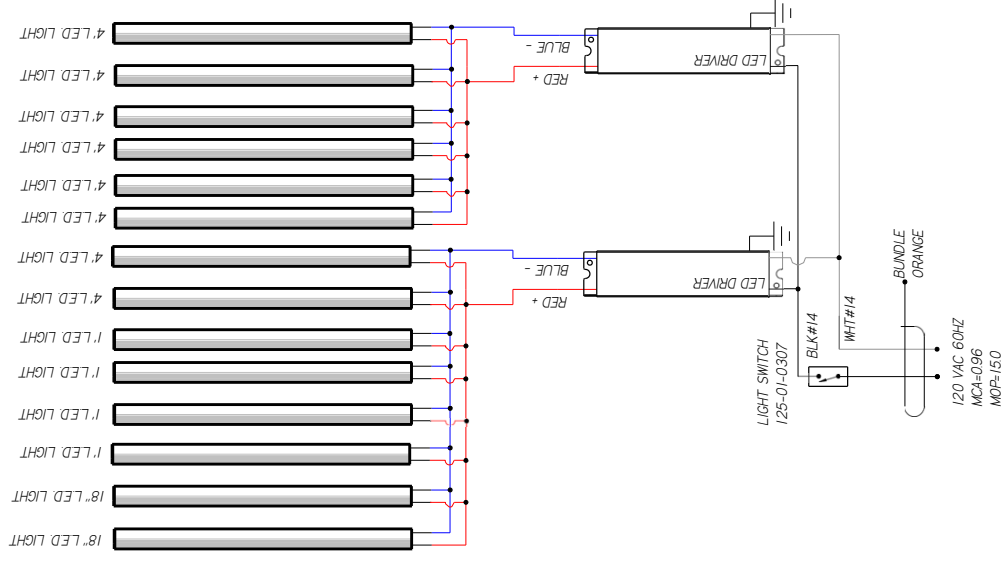 4' LED. LIGHT
4' LED. LIGHT
4' LED. LIGHT
4' LED. LIGHT
4' LED. LIGHT
4' LED. LIGHT
4' LED. LIGHT
4' LED. LIGHT
1' LED. LIGHT
1' LED. LIGHT
1' LED. LIGHT
1' LED. LIGHT
18" LED. LIGHT
18" LED. LIGHT
BLUE -
RED +
LED DRIVER
BLUE -
RED +
LED DRIVER
LIGHT SWITCH
125-01-0307
BLK#14
WHT#14
BUNDLE
ORANGE
120 VAC 60HZ
MCA=0.96
MOP=15.0